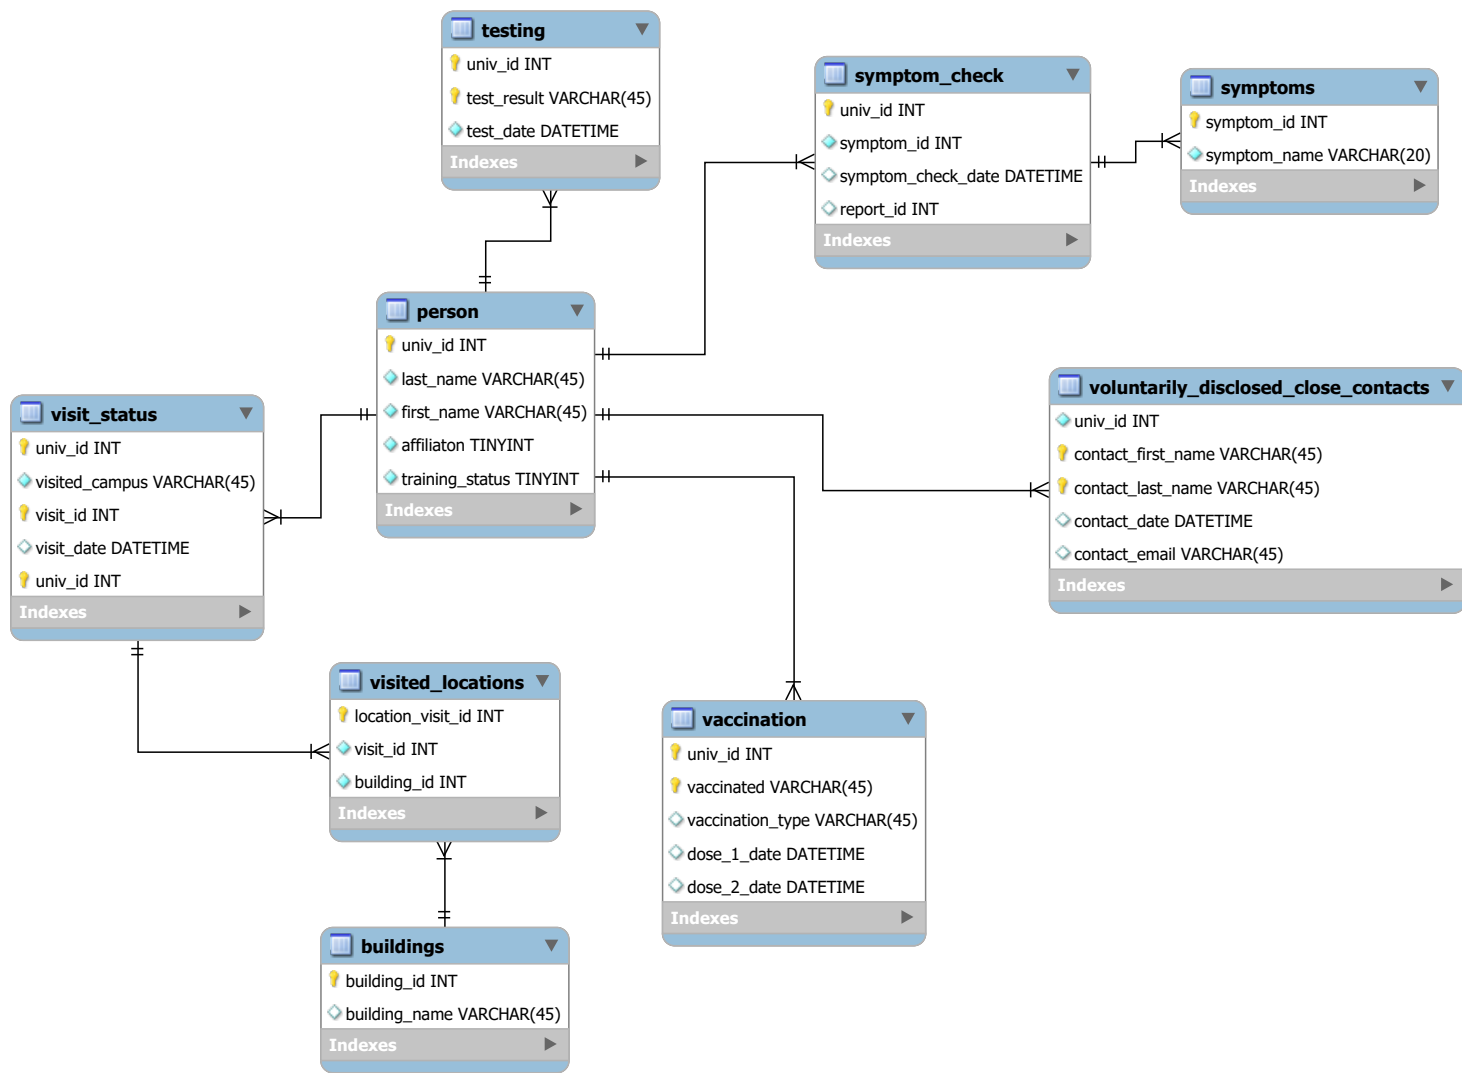 testing
univ_id INT
test_result VARCHAR(45)
test_date DATETIME
Indexes
symptom_check
univ_id INT
symptom_id INT
symptom_check_date DATETIME
report_id INT
Indexes
symptoms
symptom_id INT
symptom_name VARCHAR(20)
Indexes
person
univ_id INT
last_name VARCHAR(45)
first_name VARCHAR(45)
affiliaton TINYINT
training_status TINYINT
Indexes
voluntarily_disclosed_close_contacts
univ_id INT
contact_first_name VARCHAR(45)
contact_last_name VARCHAR(45)
contact_date DATETIME
contact_email VARCHAR(45)
Indexes
visit_status
univ_id INT
visited_campus VARCHAR(45)
visit_id INT
visit_date DATETIME
univ_id INT
Indexes
visited_locations
location_visit_id INT
visit_id INT
building_id INT
Indexes
vaccination
univ_id INT
vaccinated VARCHAR(45)
vaccination_type VARCHAR(45)
dose_1_date DATETIME
dose_2_date DATETIME
Indexes
buildings
building_id INT
building_name VARCHAR(45)
Indexes